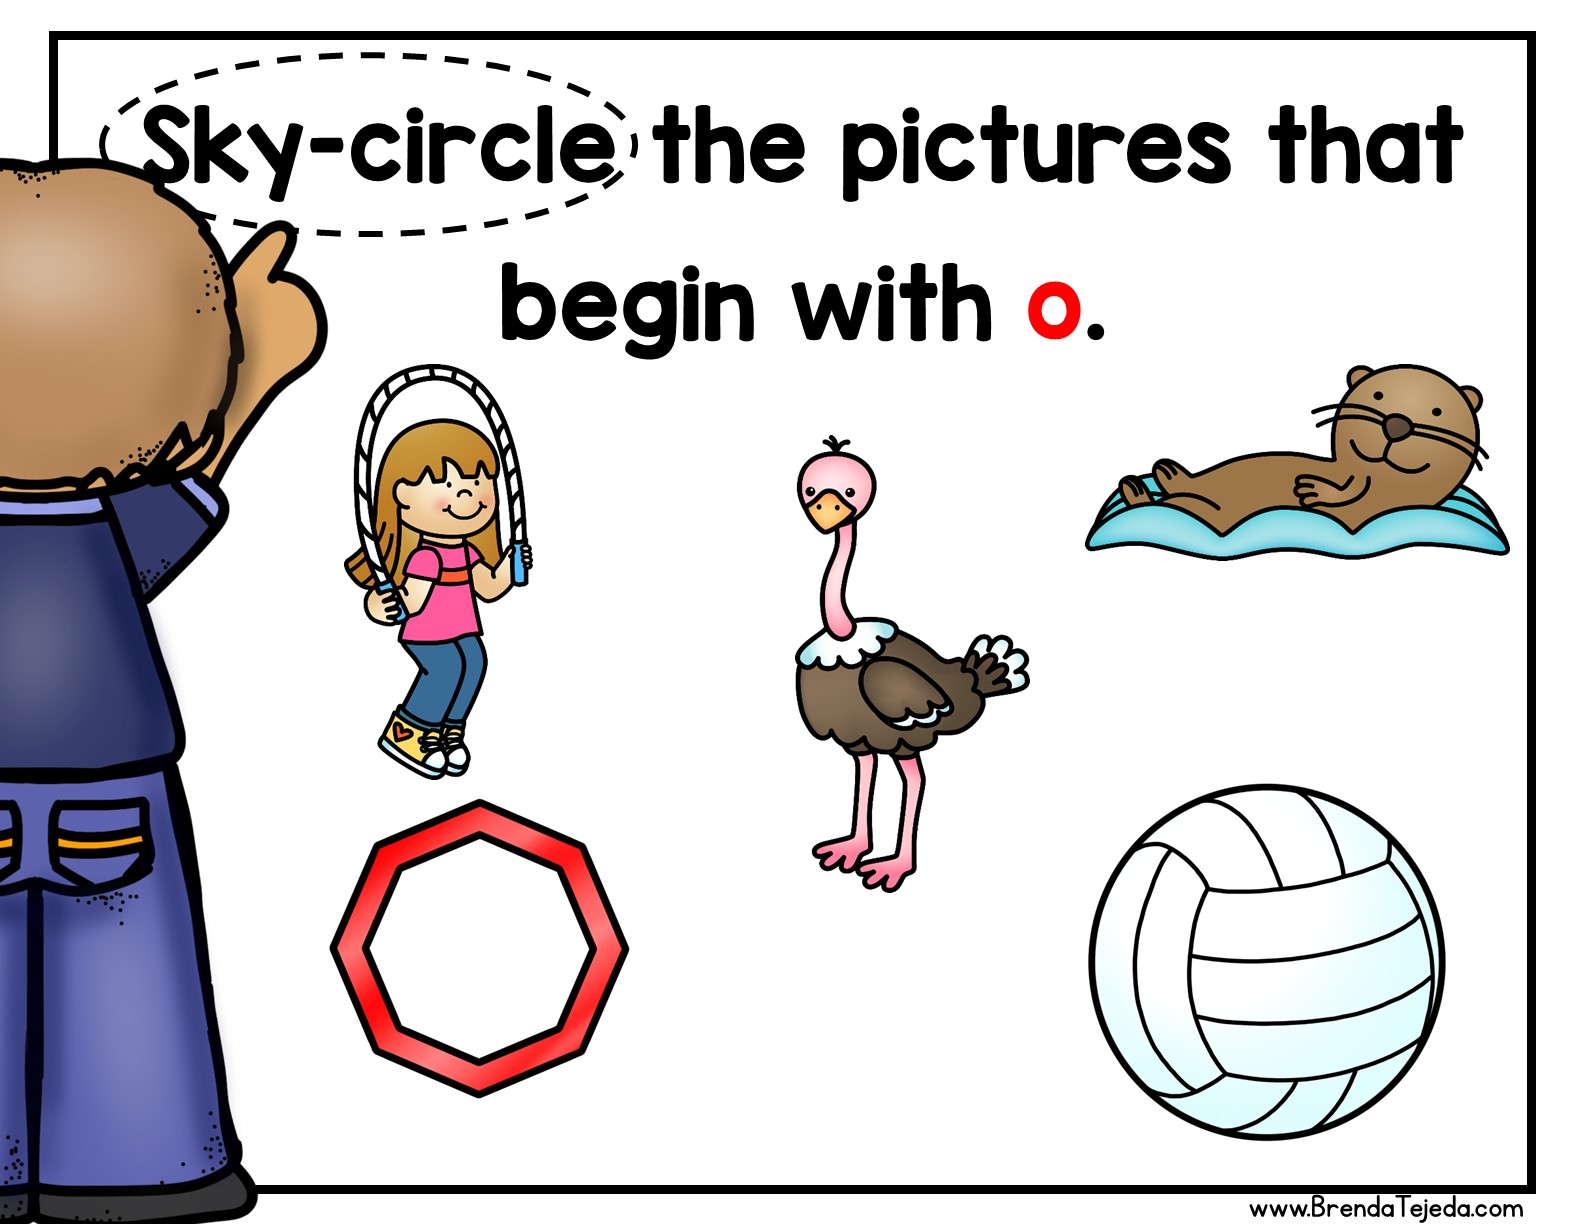 Sky-circle the pictures that
begin with o.
www.BrendaTejeda.com